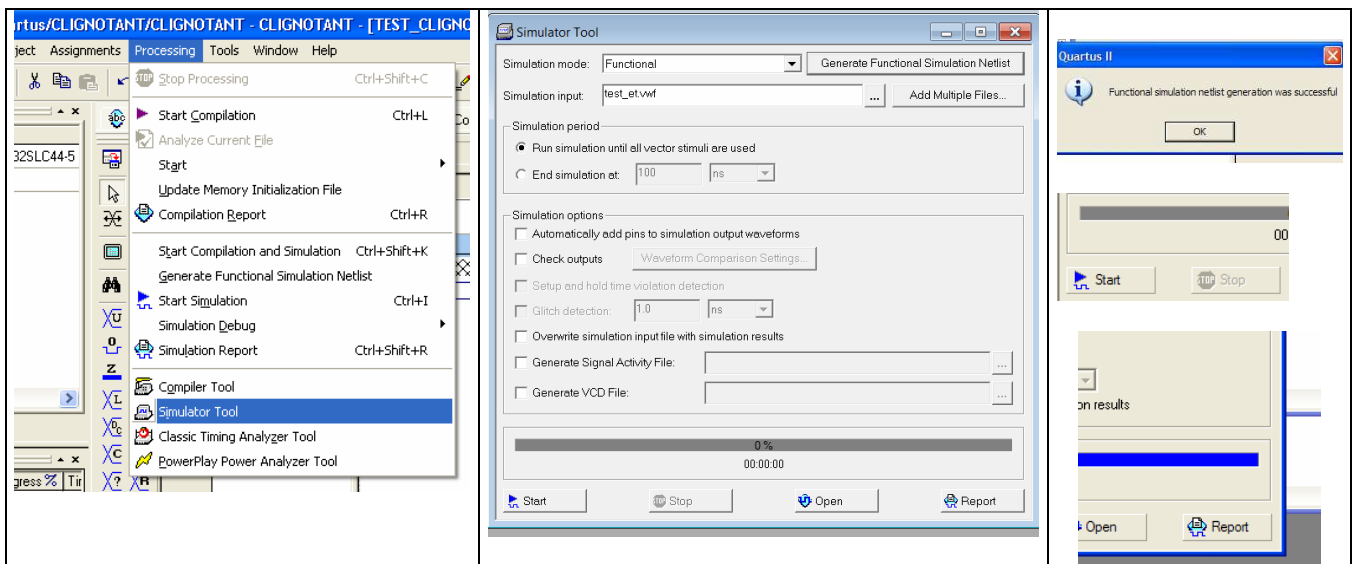 rtus/CLIGNOTANT/CLIGNOTANT - CLIGNOTANT - [TEST_CLIGNO
ject Assignments Processing Tools Window Help
Stop Processing Ctrl+Shift+C
Start Compilation Ctrl+L
Analyze Current File
Start
Update Memory Initialization File
Compilation Report Ctrl+R
Start Compilation and Simulation Ctrl+Shift+K
Generate Functional Simulation Netlist
Start Simulation Ctrl+I
Simulation Debug
Simulation Report Ctrl+Shift+R
Compiler Tool
Simulator Tool
Classic Timing Analyzer Tool
PowerPlay Power Analyzer Tool
32SLC44-5
gress % Tir
abc
Co
Simulator Tool
Simulation mode: Functional Generate Functional Simulation Netlist
Simulation input: test_et.vwf ... Add Multiple Files...
Simulation period
Run simulation until all vector stimuli are used
End simulation at: 100 ns
Simulation options
Automatically add pins to simulation output waveforms
Check outputs Waveform Comparison Settings...
Setup and hold time violation detection
Glitch detection: 1.0 ns
Overwrite simulation input file with simulation results
Generate Signal Activity File: ...
Generate VCD File: ...
0 %
00:00:00
Start Stop Open Report
Quartus II
Functional simulation netlist generation was successful
OK
00
Start Stop
on results
Open Report